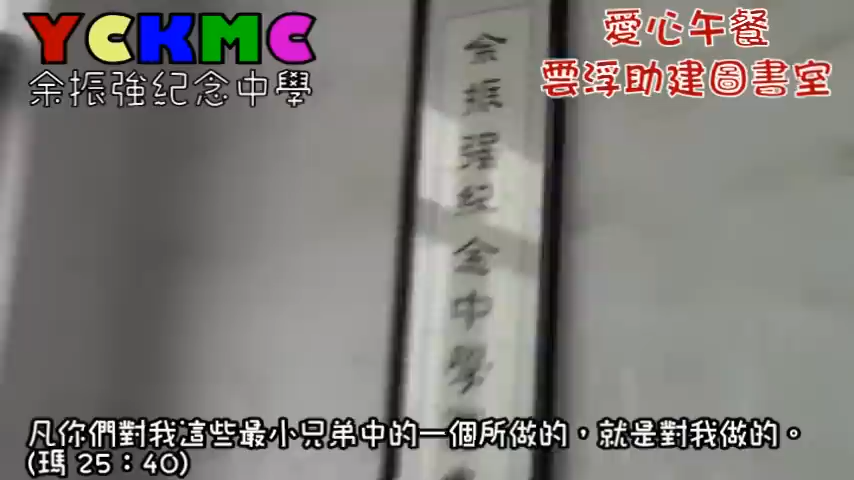 YCKMC
余振強紀念中學
愛心午餐
雲浮助建圖書室
余振強紀念中學
凡你們對我這些最小兄弟中的一個所做的，就是對我做的。
(瑪 25：40)